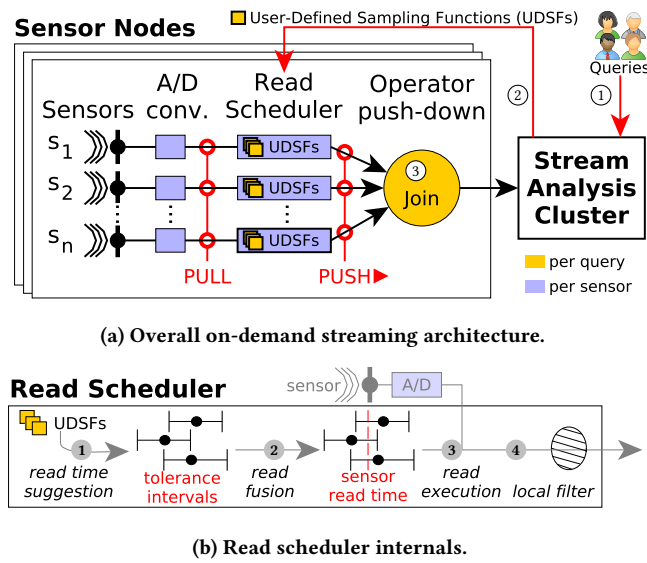 User-Defined Sampling Functions (UDSFs)
Sensor Nodes
Queries
② ①
A/D Read Operator
Sensors conv. Scheduler push-down
s1 UDSFs
s2 UDSFs
sn UDSFs
③
Join
Stream
Analysis
Cluster
PULL PUSH
per query
per sensor
(a) Overall on-demand streaming architecture.
Read Scheduler
sensor A/D
UDSFs
1 2 3 4
read time
suggestion
tolerance
intervals
read
fusion
sensor
read time
read
execution
local filter
(b) Read scheduler internals.